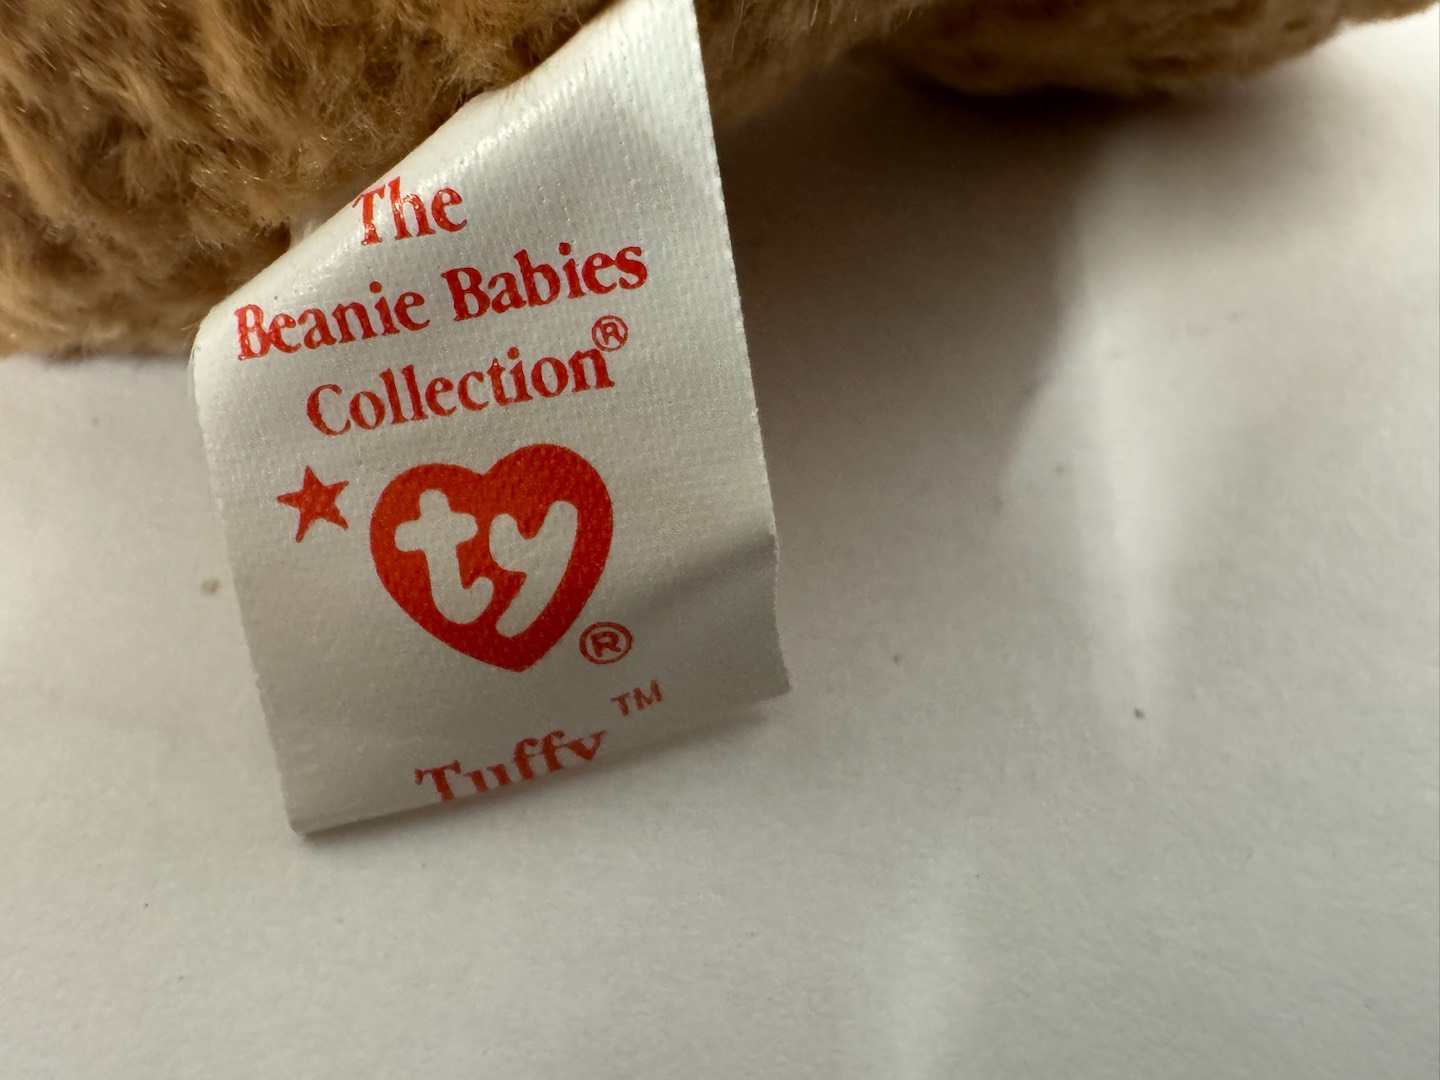 The
Beanie Babies
Collection®
ty®
Tuffy™